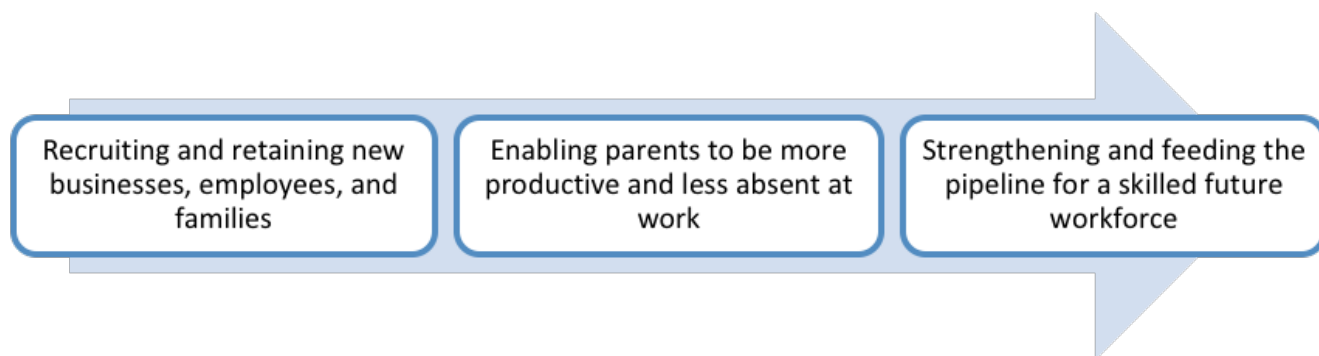 Recruiting and retaining new
businesses, employees, and
families
Enabling parents to be more
productive and less absent at
work
Strengthening and feeding the
pipeline for a skilled future
workforce